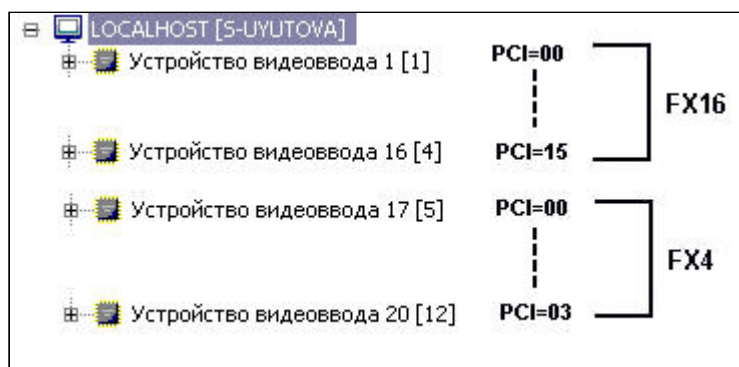 LOCALHOST [S-UYUTOVA]
Устройство видеоввода 1 [1] PCI=00
FX16
Устройство видеоввода 16 [4] PCI=15
Устройство видеоввода 17 [5] PCI=00
FX4
Устройство видеоввода 20 [12] PCI=03